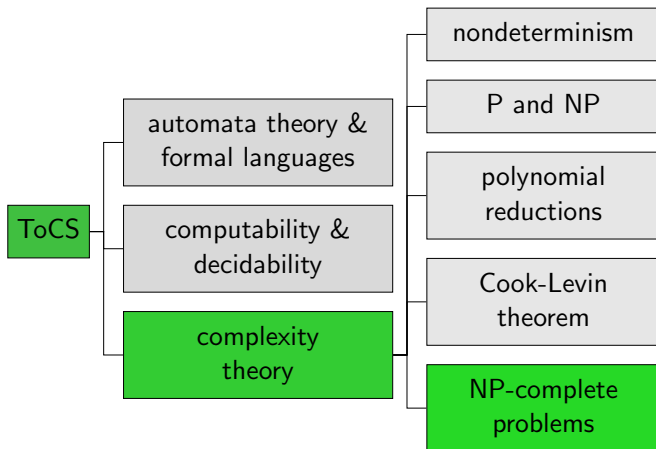 ToCS
automata theory &
formal languages
computability &
decidability
complexity
theory
nondeterminism
P and NP
polynomial
reductions
Cook-Levin
theorem
NP-complete
problems